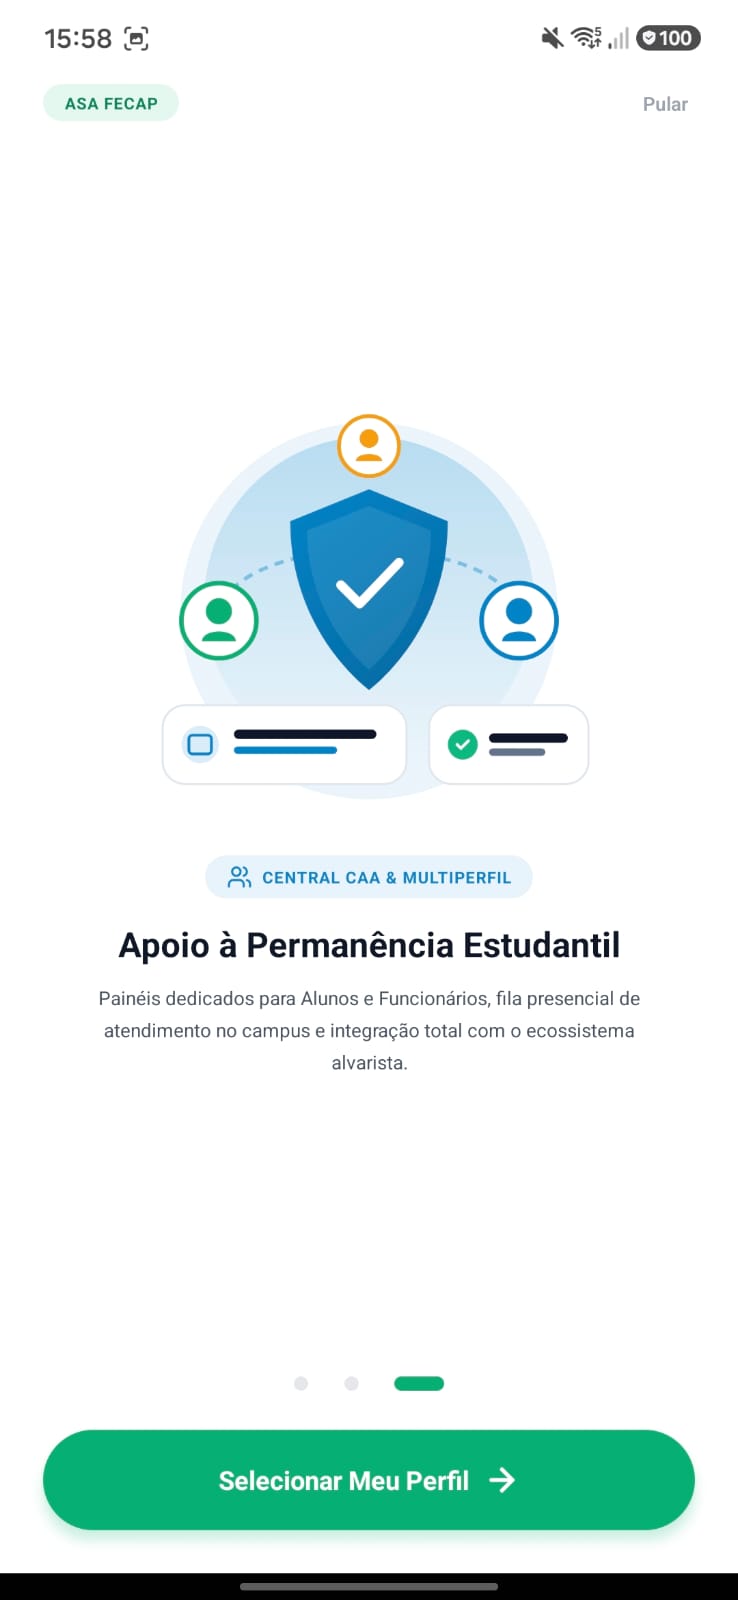 15:58
100
ASA FECAP
Pular
CENTRAL CAA & MULTIPERFIL
Apoio à Permanência Estudantil
Painéis dedicados para Alunos e Funcionários, fila presencial de
atendimento no campus e integração total com o ecossistema
alvarista.
Selecionar Meu Perfil